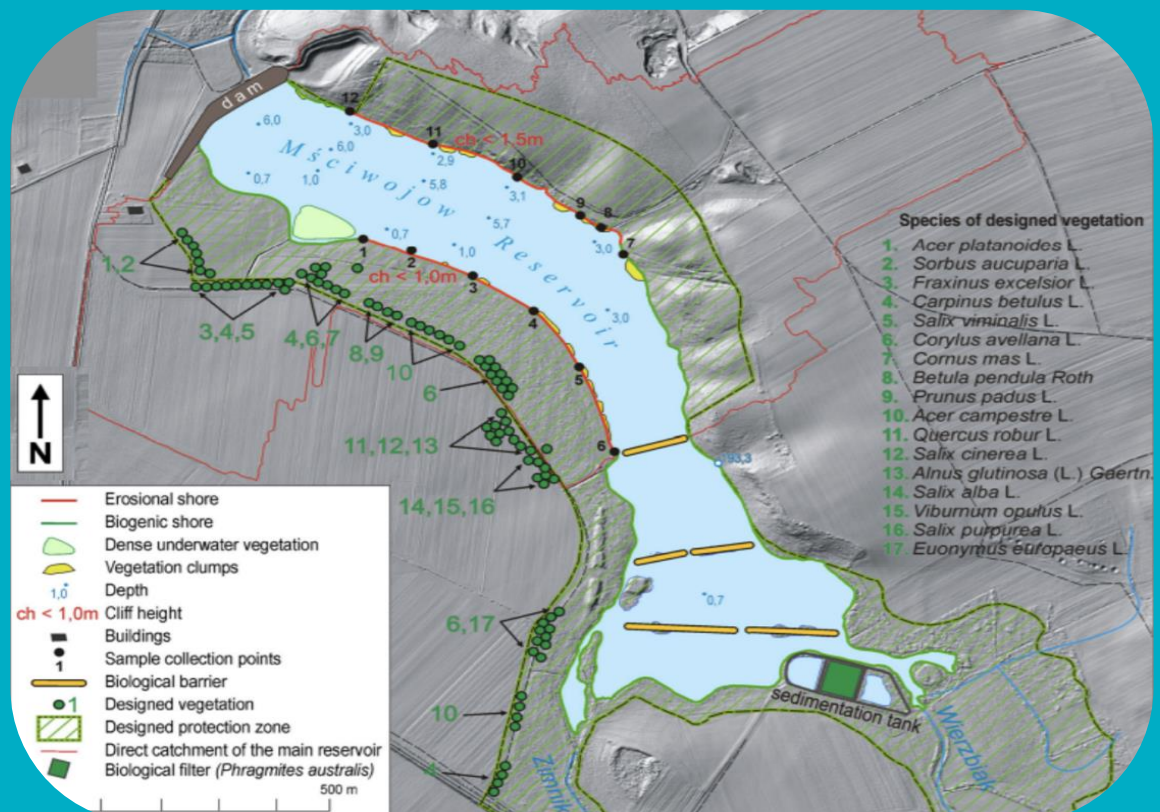 dam
6,0
12
3,0
6,0
11
ch < 1.5m
2,9
10
0,7
1,0
5,8
3,1
Mściwojow Reservoir
9
8
5,7
3,0
7
1
0,7
2
1,0
ch < 1,0m
3
3,0
4
5
6
193,3
0,7
1,2
3,4,5
4,6,7
8,9
10
6
11,12,13
14,15,16
6,17
10
sedimentation tank
Wierzbiak
N
Species of designed vegetation
1. Acer platanoides L.
2. Sorbus aucuparia L.
3. Fraxinus excelsior L.
4. Carpinus betulus L.
5. Salix viminalis L.
6. Corylus avellana L.
7. Cornus mas L.
8. Betula pendula Roth
9. Prunus padus L.
10. Acer campestre L.
11. Quercus robur L.
12. Salix cinerea L.
13. Alnus glutinosa (L.) Gaertn.
14. Salix alba L.
15. Viburnum opulus L.
16. Salix purpurea L.
17. Euonymus europaeus L.
Erosional shore
Biogenic shore
Dense underwater vegetation
Vegetation clumps
1,0 Depth
ch < 1,0m Cliff height
Buildings
1 Sample collection points
Biological barrier
1 Designed vegetation
Designed protection zone
Direct catchment of the main reservoir
Biological filter (Phragmites australis)
500 m